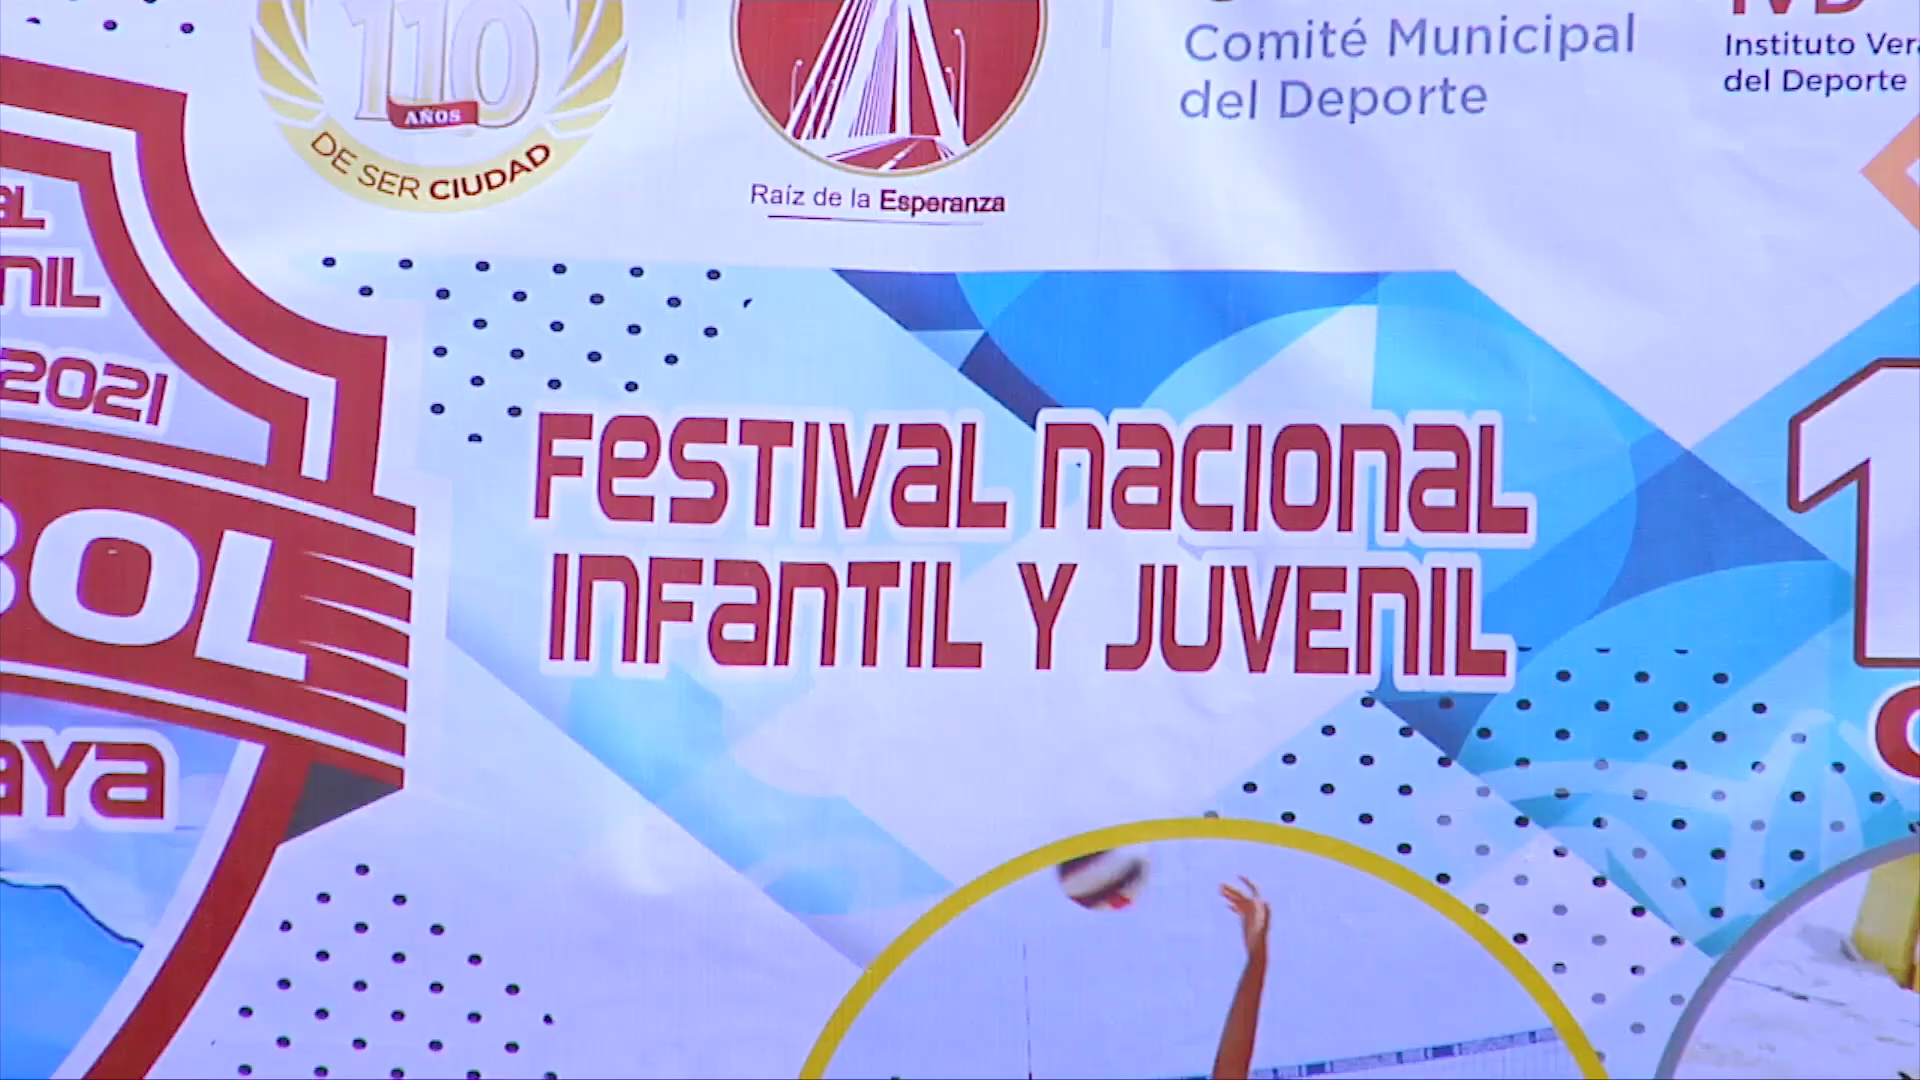 110
AÑOS
DE SER CIUDAD
Raíz de la Esperanza
Comité Municipal
del Deporte
Instituto
del Deporte
2021
FESTIVAL NACIONAL
INFANTIL Y JUVENIL